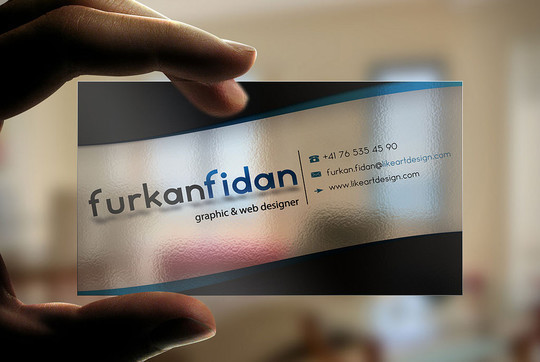 furkanfidan
graphic & web designer
+41 76 535 45 90
furkan.fidan@likeartdesign.com
www.likeartdesign.com